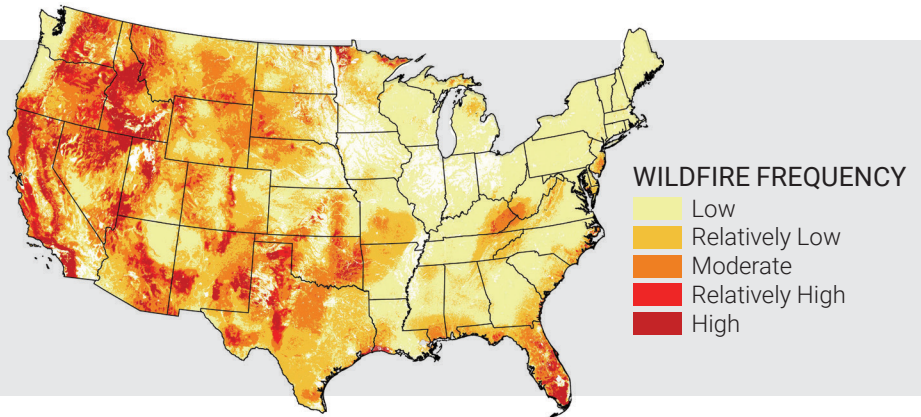 WILDFIRE FREQUENCY
Low
Relatively Low
Moderate
Relatively High
High